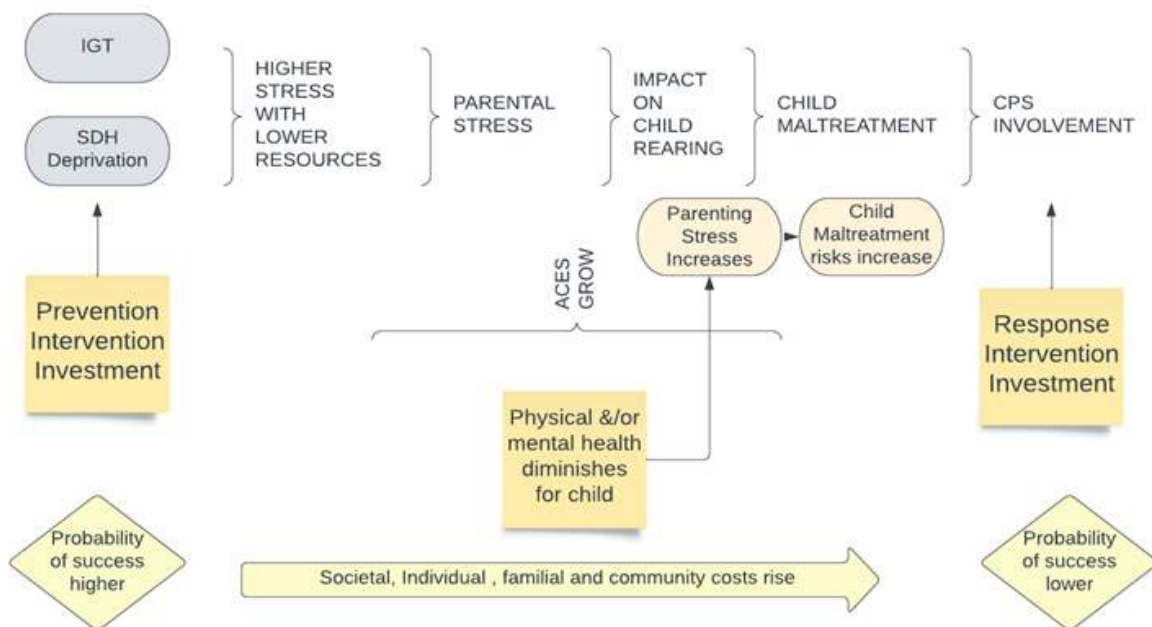 IGT
SDH
Deprivation
HIGHER
STRESS
WITH
LOWER
RESOURCES
PARENTAL
STRESS
IMPACT
ON
CHILD
REARING
CHILD
MALTREATMENT
CPS
INVOLVEMENT
Parenting
Stress
Increases
Child
Maltreatment
risks increase
ACES
GROW
Prevention
Intervention
Investment
Response
Intervention
Investment
Physical &/or
mental health
diminishes
for child
Probability
of success
higher
Societal, Individual , familial and community costs rise
Probability
of success
lower